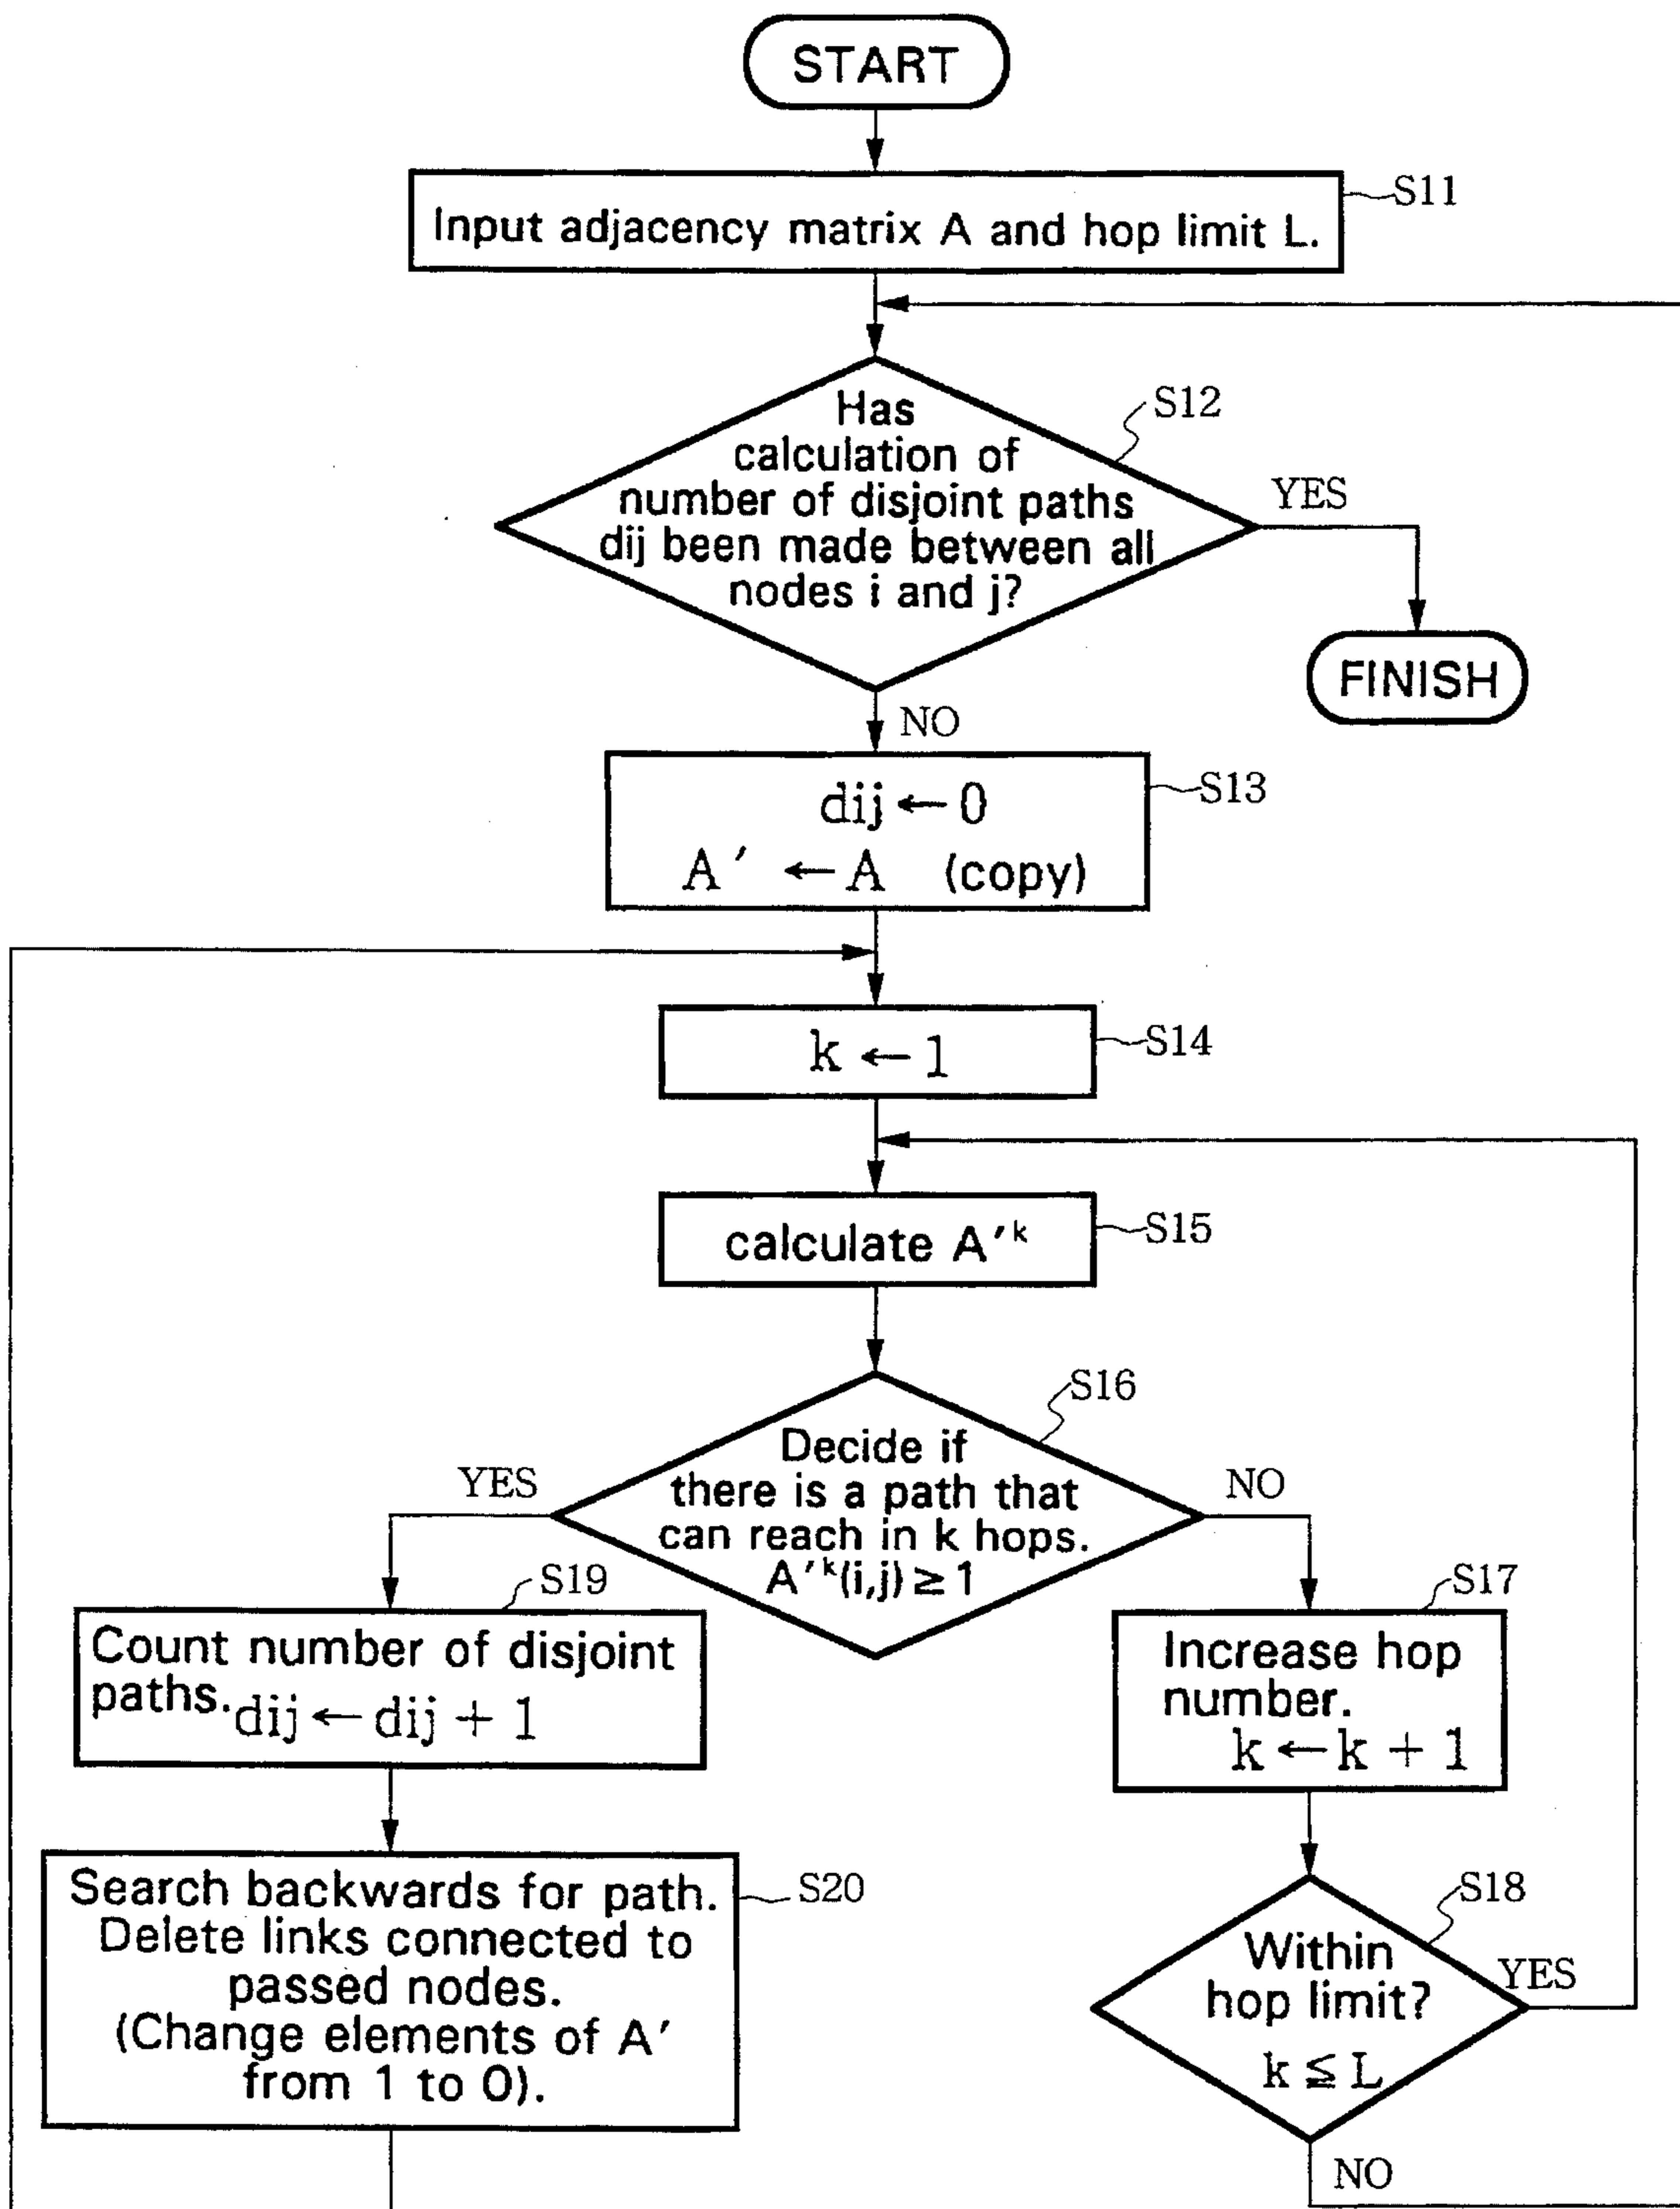 START
S11
Input adjacency matrix A and hop limit L.
S12
Has
calculation of
number of disjoint paths
dij been made between all
nodes i and j?
YES
FINISH
NO
S13
dij ← 0
A′ ← A (copy)
S14
k ← 1
S15
calculate A′ᵏ
S16
Decide if
there is a path that
can reach in k hops.
A′ᵏ(i,j) ≥ 1
YES
NO
S19
Count number of disjoint
paths. dij ← dij + 1
S17
Increase hop
number.
k ← k + 1
S20
Search backwards for path.
Delete links connected to
passed nodes.
(Change elements of A′
from 1 to 0).
S18
Within
hop limit?
k ≦ L
YES
NO